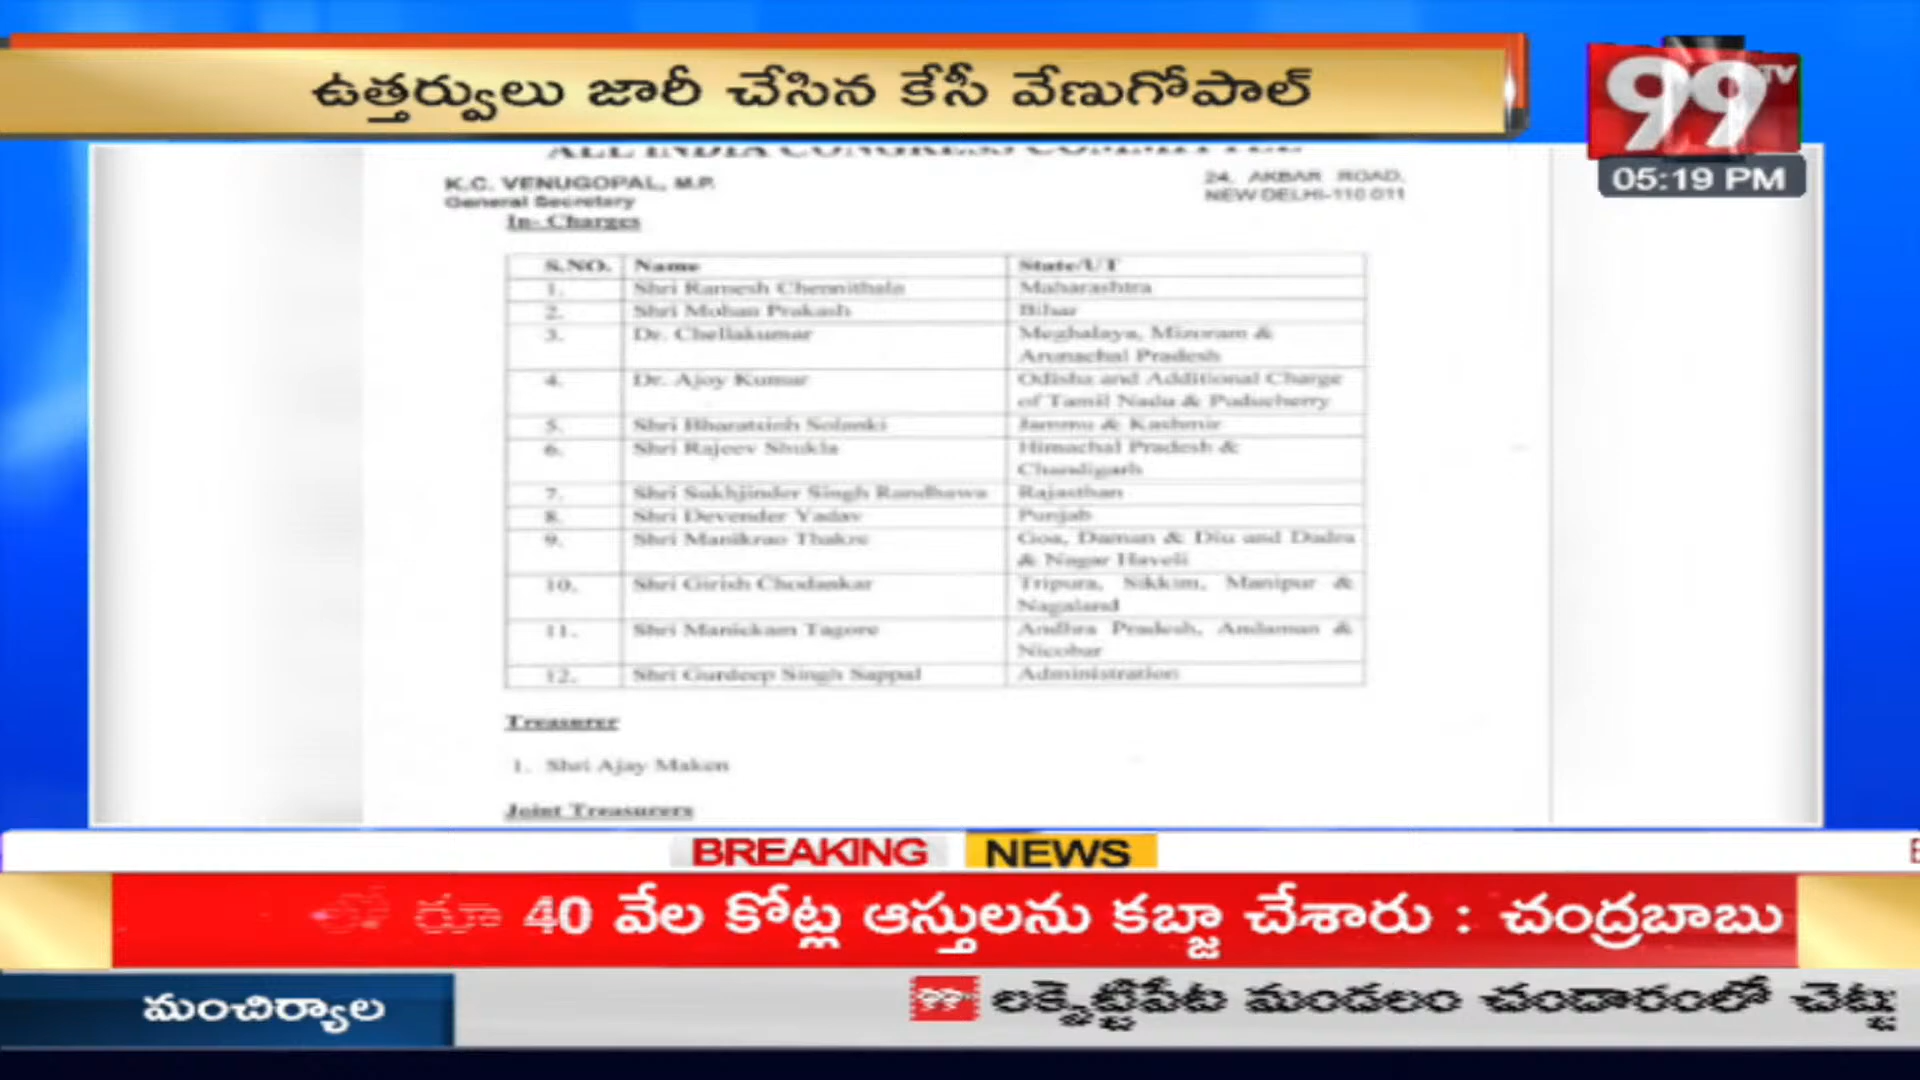 ఉత్తర్వులు జారీ చేసిన కేసీ వేణుగోపాల్
99 TV
05:19 PM
ALL INDIA CONGRESS COMMITTEE
K.C. VENUGOPAL, M.P.
General Secretary
24, AKBAR ROAD,
NEW DELHI-110 011
In- Charges
S.NO. Name State/UT
1. Shri Ramesh Chennithala Maharashtra
2. Shri Mohan Prakash Bihar
3. Dr. Chellakumar Meghalaya, Mizoram &
Arunachal Pradesh
4. Dr. Ajoy Kumar Odisha and Additional Charge
of Tamil Nadu & Puducherry
5. Shri Bharatsinh Solanki Jammu & Kashmir
6. Shri Rajeev Shukla Himachal Pradesh &
Chandigarh
7. Shri Sukhjinder Singh Randhawa Rajasthan
8. Shri Devender Yadav Punjab
9. Shri Manikrao Thakre Goa, Daman & Diu and Dadra
& Nagar Haveli
10. Shri Girish Chodankar Tripura, Sikkim, Manipur &
Nagaland
11. Shri Manickam Tagore Andhra Pradesh, Andaman &
Nicobar
12. Shri Gurdeep Singh Sappal Administration
Treasurer
1. Shri Ajay Maken
Joint Treasurers
BREAKING NEWS
లో రూ 40 వేల కోట్ల ఆస్తులను కబ్జా చేశారు : చంద్రబాబు
మంచిర్యాల
99 లక్శెట్టిపేట మండలం చందారంలో చెట్టు